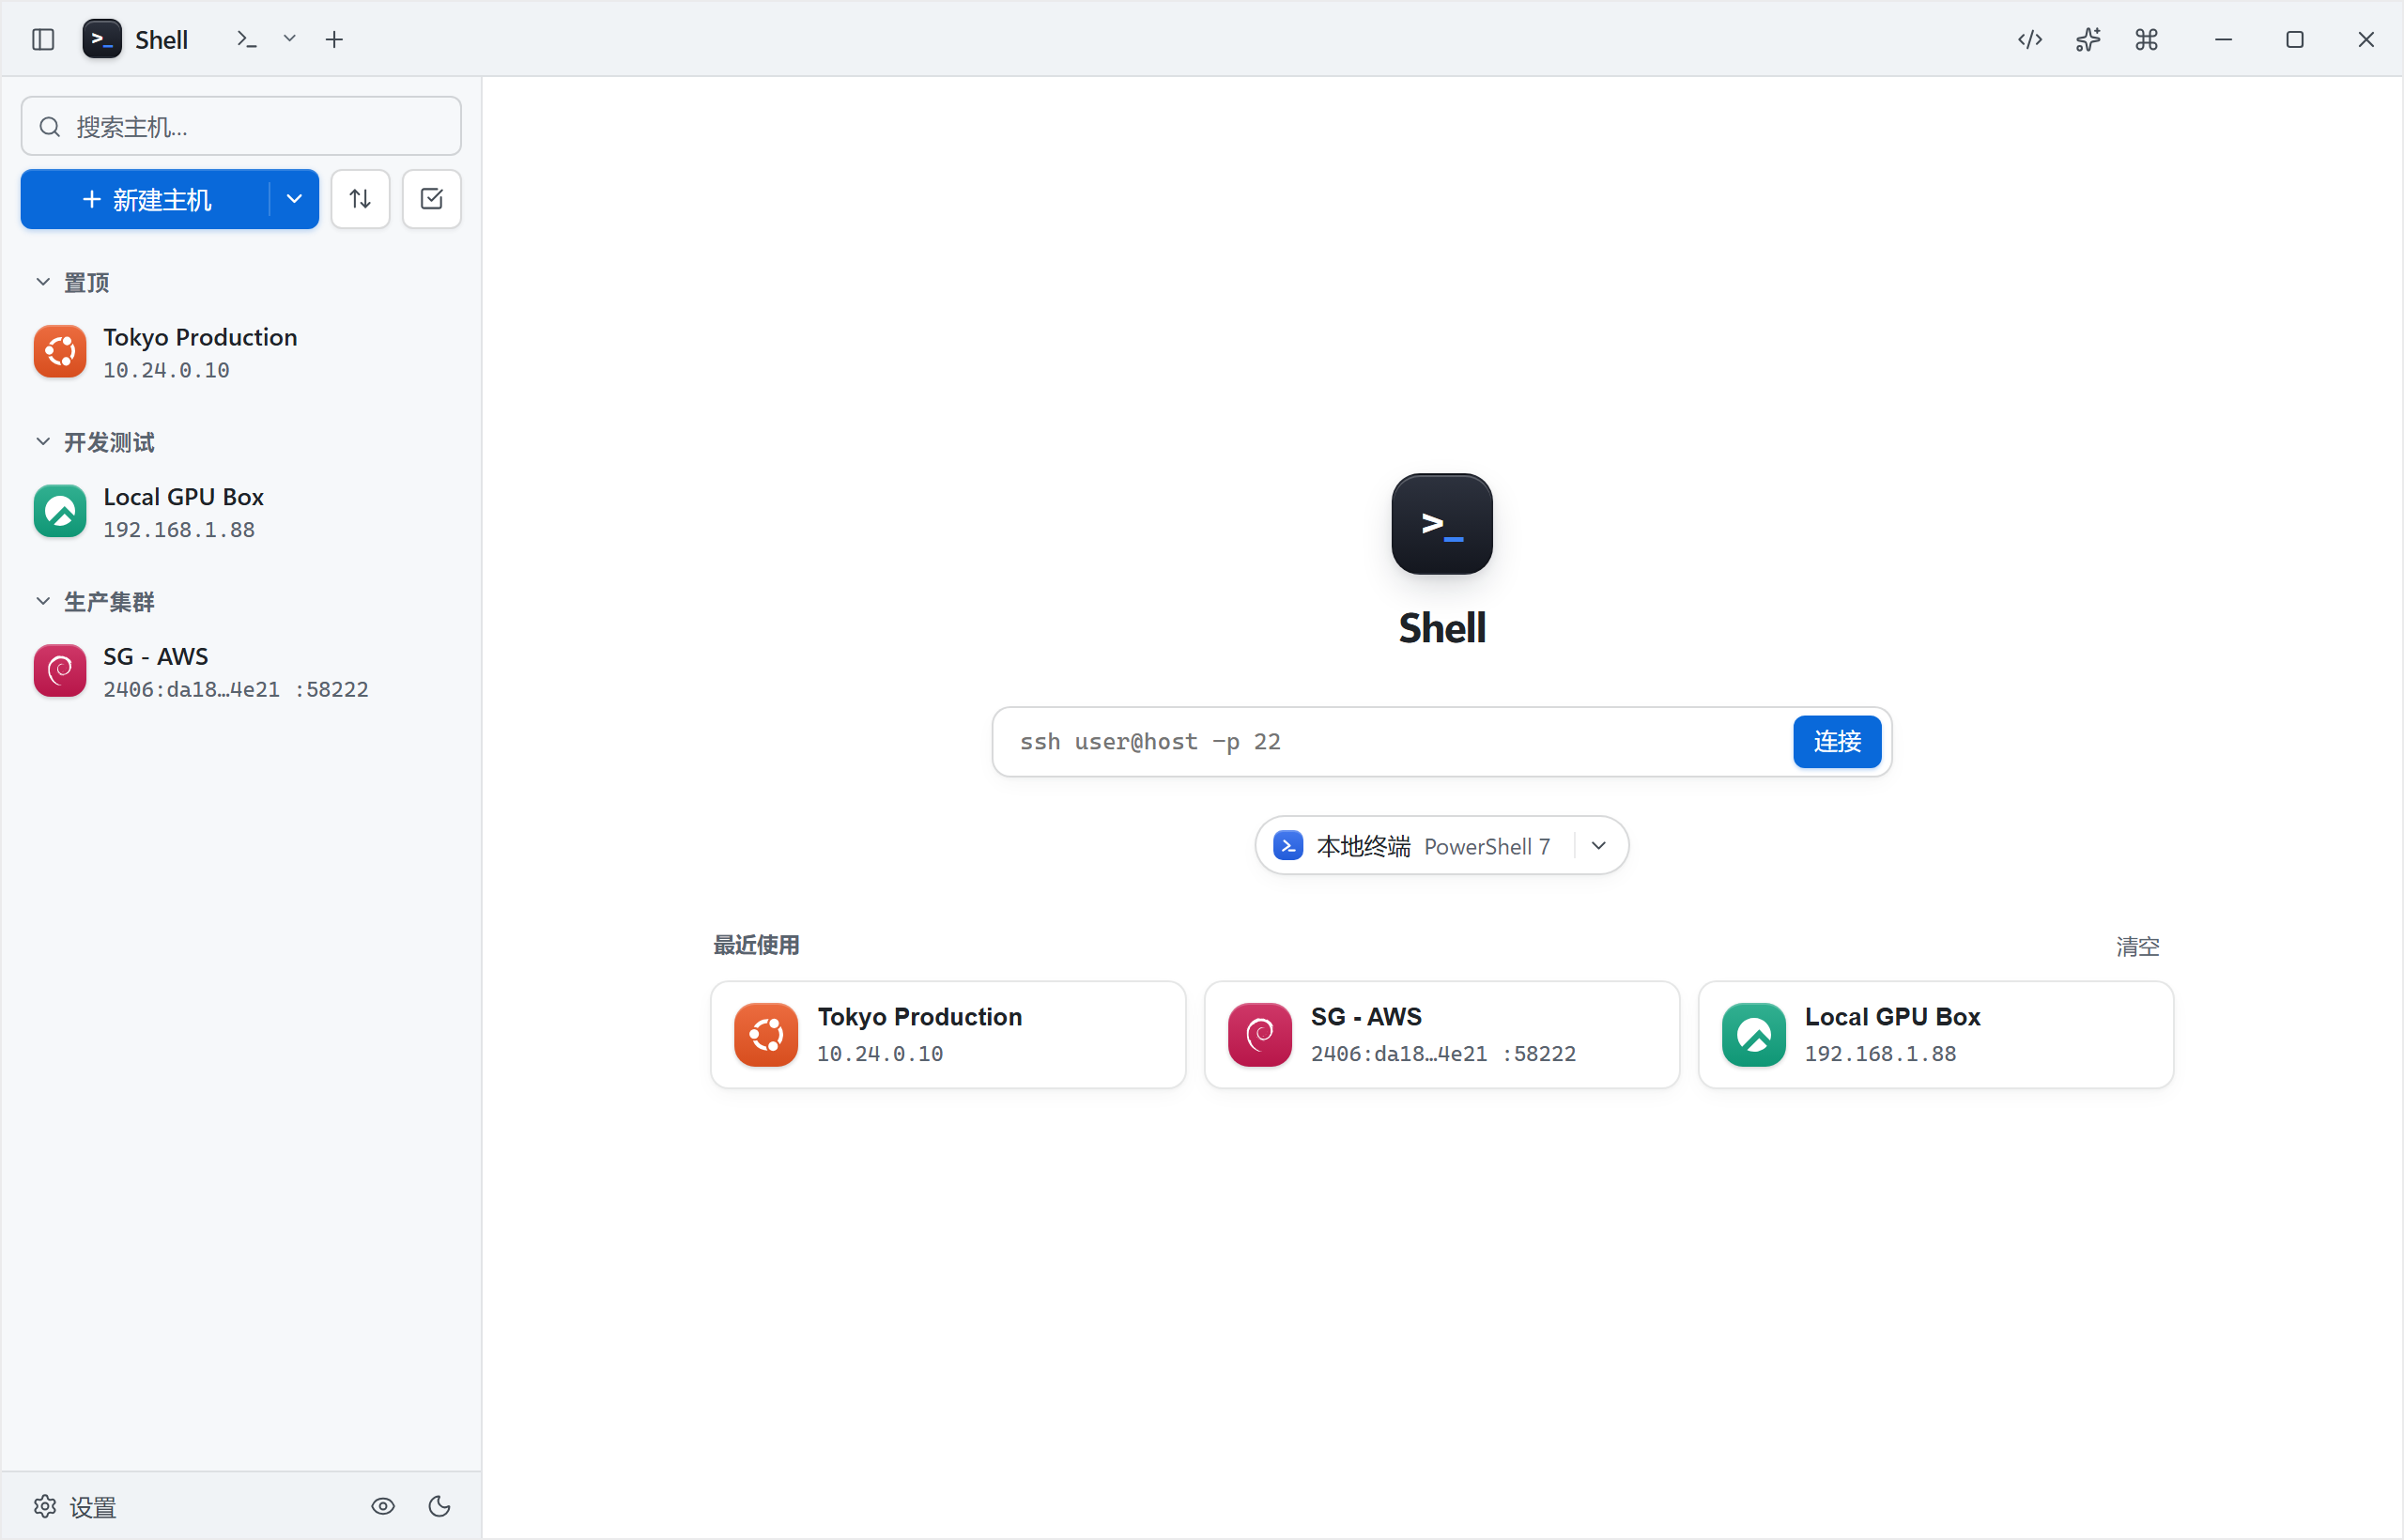 Shell
搜索主机...
新建主机
置顶
Tokyo Production
10.24.0.10
开发测试
Local GPU Box
192.168.1.88
生产集群
SG - AWS
2406:da18…4e21 :58222
设置
>_
Shell
ssh user@host -p 22
连接
本地终端 PowerShell 7
最近使用
清空
Tokyo Production
10.24.0.10
SG - AWS
2406:da18…4e21 :58222
Local GPU Box
192.168.1.88